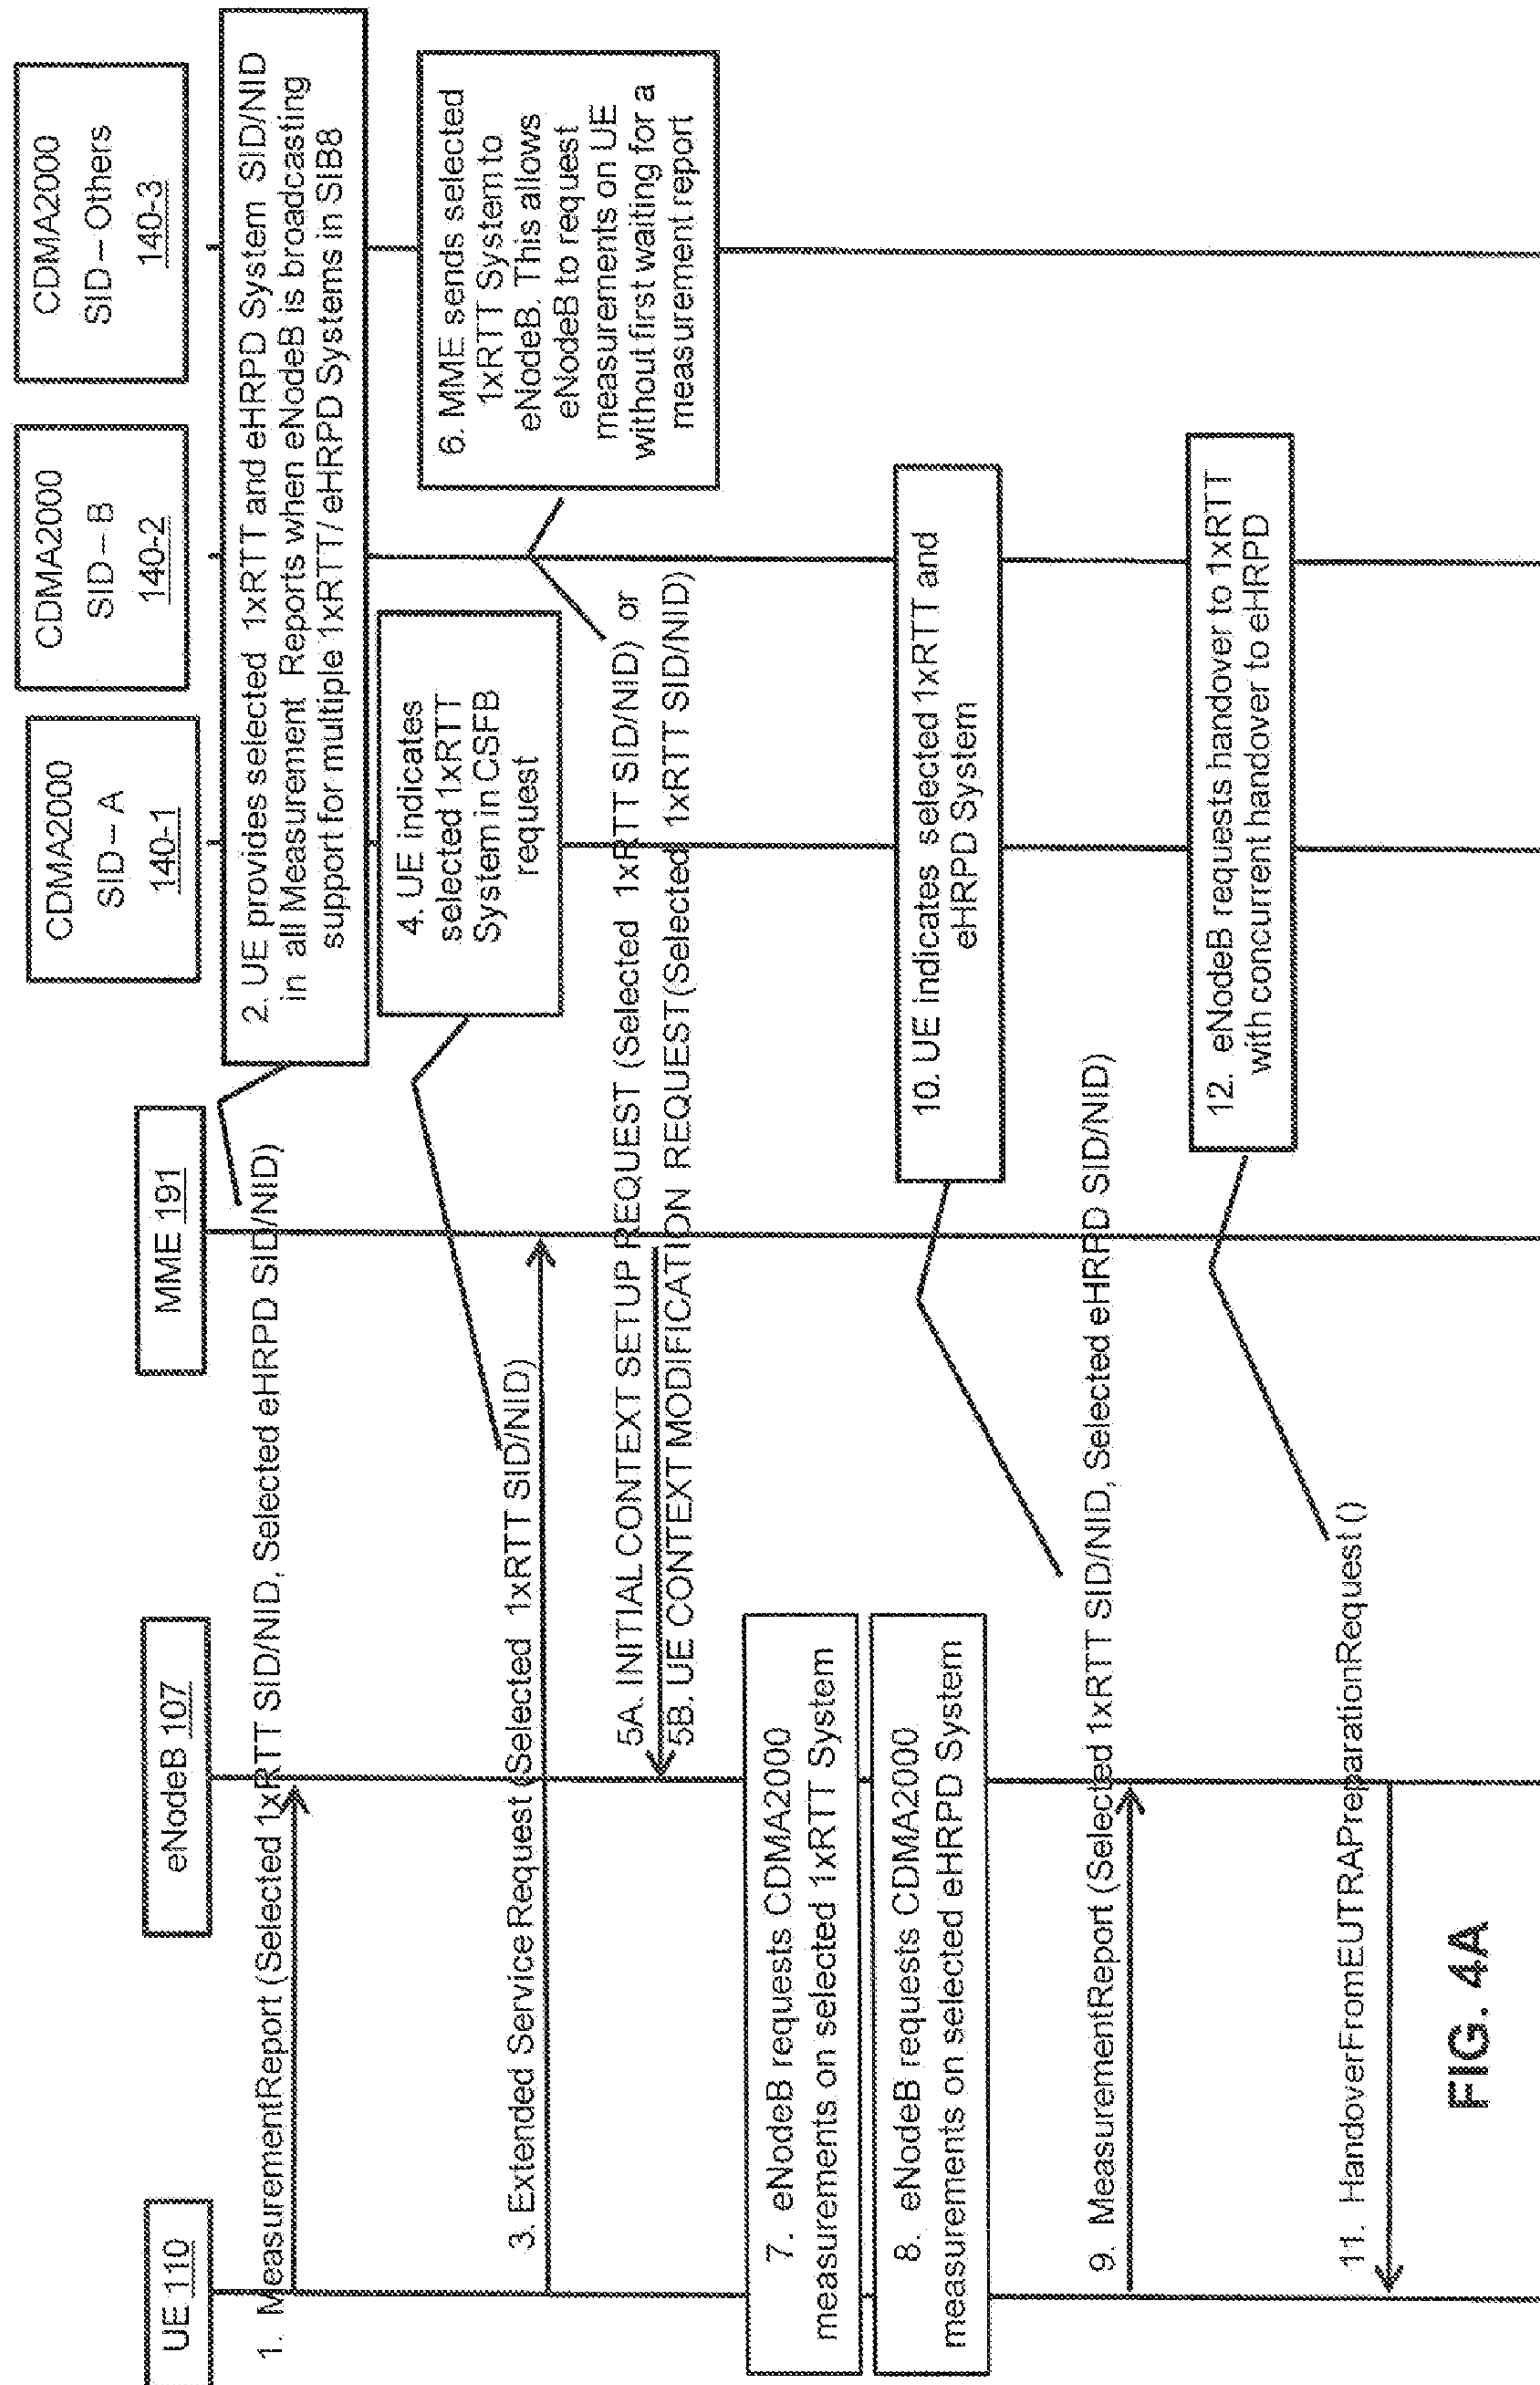 UE 110
eNodeB 107
MME 191
CDMA2000
SID – A
140-1
CDMA2000
SID – B
140-2
CDMA2000
SID – Others
140-3
1. MeasurementReport (Selected 1xRTT SID/NID, Selected eHRPD SID/NID)
2. UE provides selected 1xRTT and eHRPD System SID/NID
in all Measurement Reports when eNodeB is broadcasting
support for multiple 1xRTT/ eHRPD Systems in SIB8
3. Extended Service Request (Selected 1xRTT SID/NID)
4. UE indicates
selected 1xRTT
System in CSFB
request
5A. INITIAL CONTEXT SETUP REQUEST (Selected 1xRTT SID/NID) or
5B. UE CONTEXT MODIFICATION REQUEST(Selected 1xRTT SID/NID)
6. MME sends selected
1xRTT System to
eNodeB. This allows
eNodeB to request
measurements on UE
without first waiting for a
measurement report
7. eNodeB requests CDMA2000
measurements on selected 1xRTT System
8. eNodeB requests CDMA2000
measurements on selected eHRPD System
9. MeasurementReport (Selected 1xRTT SID/NID, Selected eHRPD SID/NID)
10. UE indicates selected 1xRTT and
eHRPD System
11. HandoverFromEUTRAPreparationRequest ()
12. eNodeB requests handover to 1xRTT
with concurrent handover to eHRPD
FIG. 4A